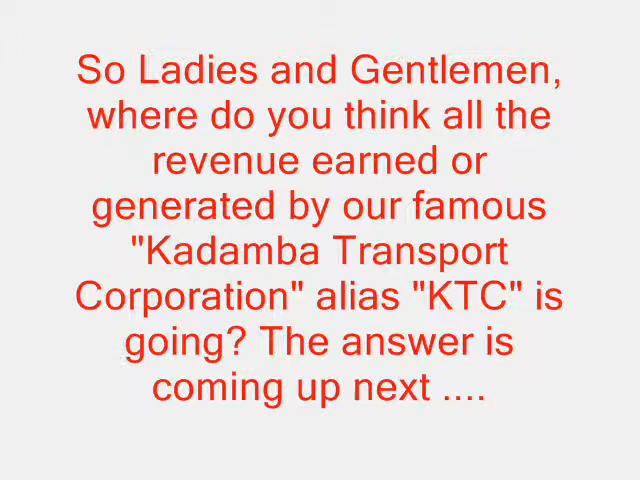 So Ladies and Gentlemen,
where do you think all the
revenue earned or
generated by our famous
"Kadamba Transport
Corporation" alias "KTC" is
going? The answer is
coming up next ....